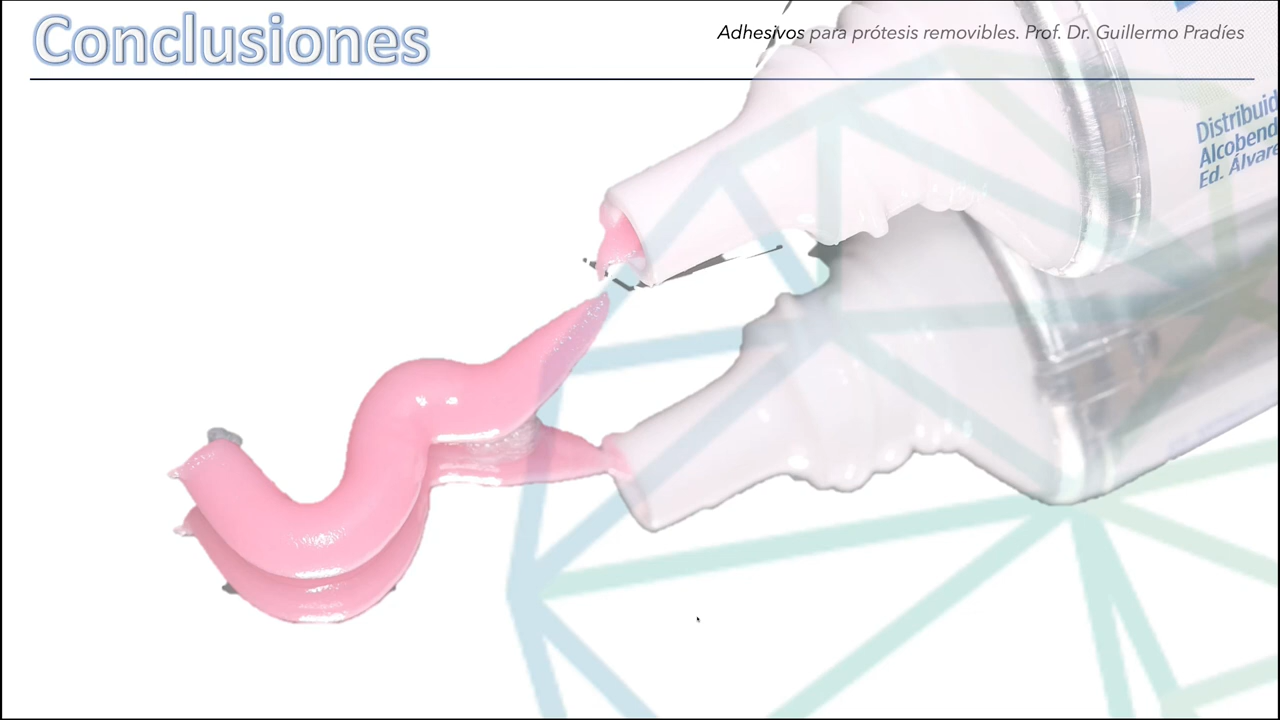 Conclusiones
Adhesivos para prótesis removibles. Prof. Dr. Guillermo Pradíes
Distribuid
Alcobend
Ed. Álvare